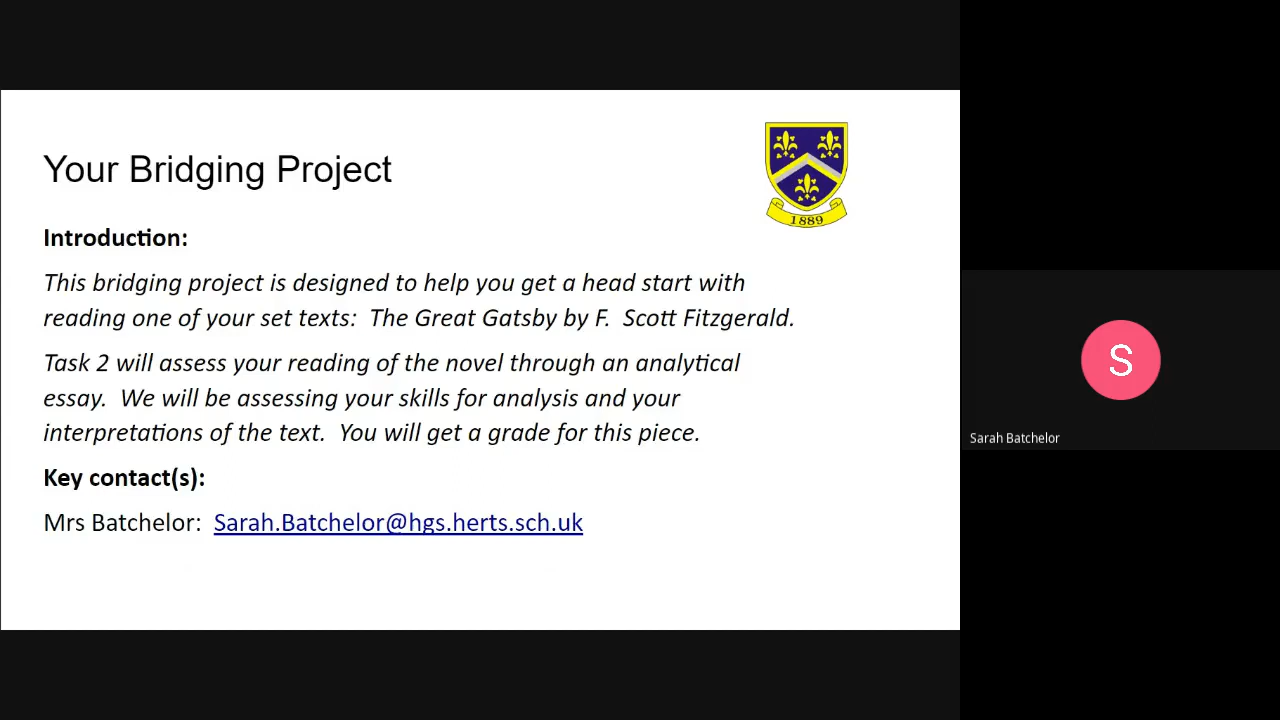 Your Bridging Project
1889
Introduction:
This bridging project is designed to help you get a head start with
reading one of your set texts:  The Great Gatsby by F.  Scott Fitzgerald.
Task 2 will assess your reading of the novel through an analytical
essay.  We will be assessing your skills for analysis and your
interpretations of the text.  You will get a grade for this piece.
Key contact(s):
Mrs Batchelor:  Sarah.Batchelor@hgs.herts.sch.uk
S
Sarah Batchelor